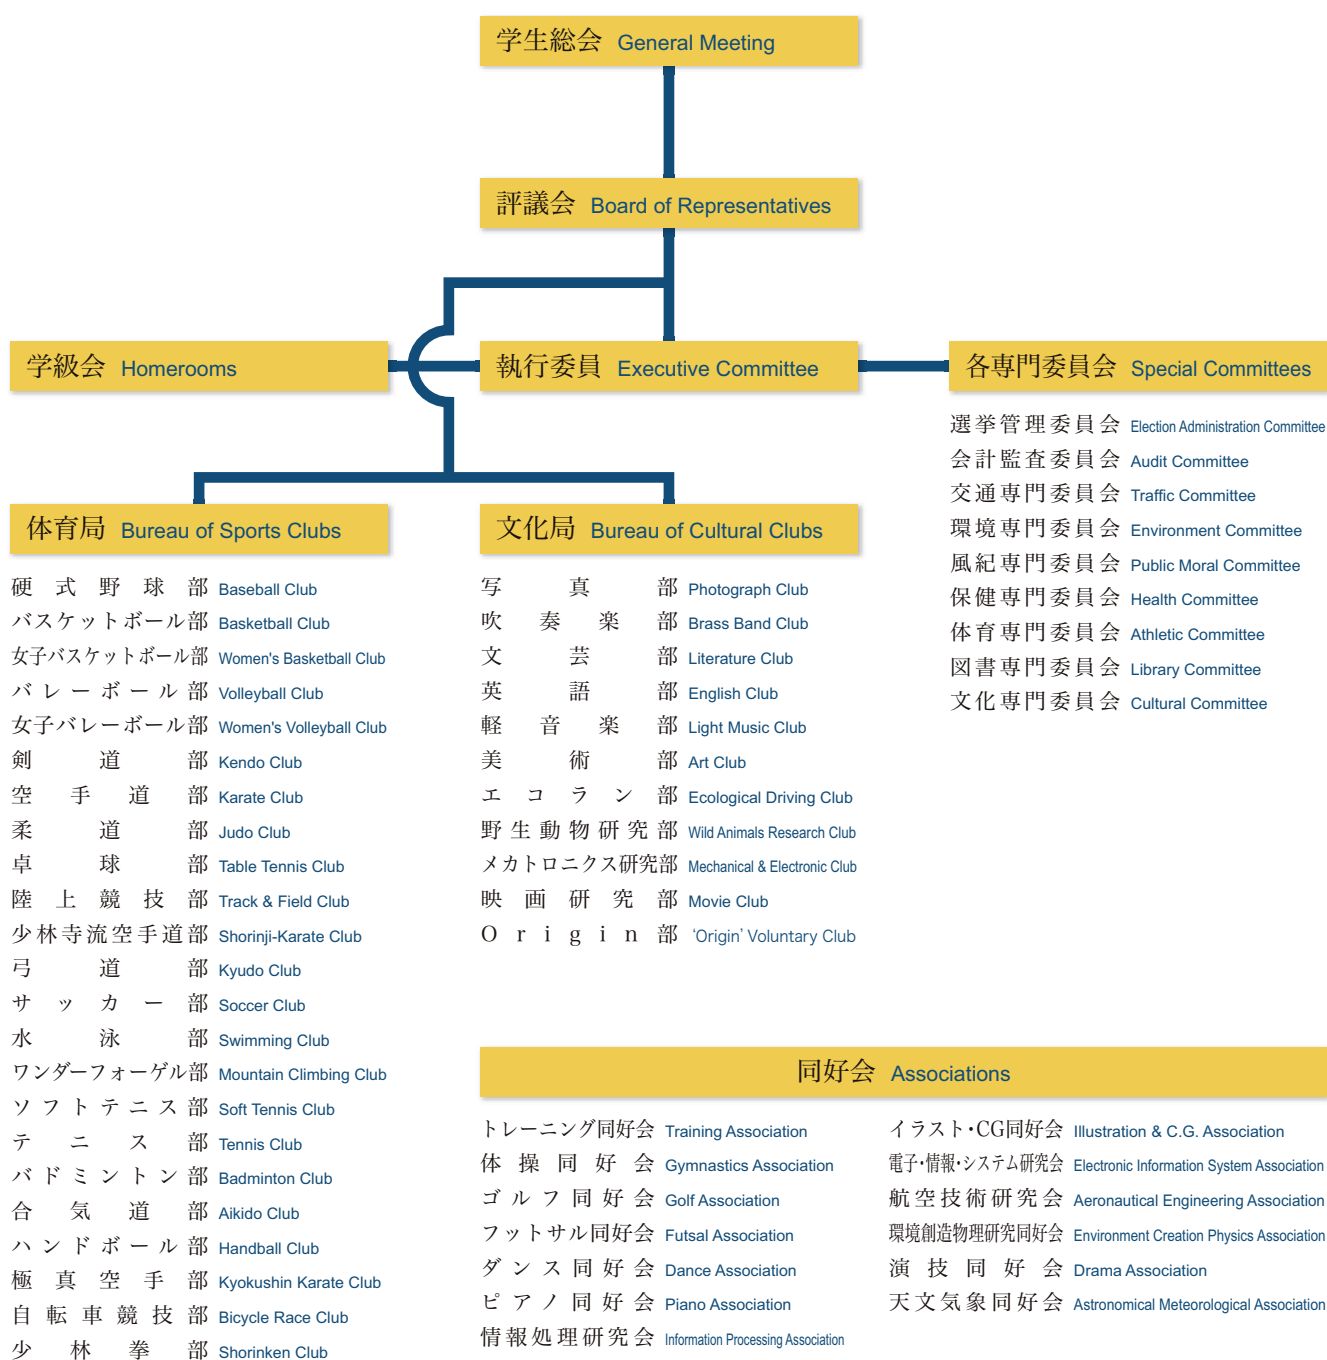 学生総会 General Meeting
評議会 Board of Representatives
学級会 Homerooms
執行委員 Executive Committee
各専門委員会 Special Committees
選挙管理委員会 Election Administration Committee
会計監査委員会 Audit Committee
交通専門委員会 Traffic Committee
環境専門委員会 Environment Committee
風紀専門委員会 Public Moral Committee
保健専門委員会 Health Committee
体育専門委員会 Athletic Committee
図書専門委員会 Library Committee
文化専門委員会 Cultural Committee
体育局 Bureau of Sports Clubs
硬式野球部 Baseball Club
バスケットボール部 Basketball Club
女子バスケットボール部 Women's Basketball Club
バレーボール部 Volleyball Club
女子バレーボール部 Women's Volleyball Club
剣道部 Kendo Club
空手道部 Karate Club
柔道部 Judo Club
卓球部 Table Tennis Club
陸上競技部 Track & Field Club
少林寺流空手道部 Shorinji-Karate Club
弓道部 Kyudo Club
サッカー部 Soccer Club
水泳部 Swimming Club
ワンダーフォーゲル部 Mountain Climbing Club
ソフトテニス部 Soft Tennis Club
テニス部 Tennis Club
バドミントン部 Badminton Club
合気道部 Aikido Club
ハンドボール部 Handball Club
極真空手部 Kyokushin Karate Club
自転車競技部 Bicycle Race Club
少林拳部 Shorinken Club
文化局 Bureau of Cultural Clubs
写真部 Photograph Club
吹奏楽部 Brass Band Club
文芸部 Literature Club
英語部 English Club
軽音楽部 Light Music Club
美術部 Art Club
エコラン部 Ecological Driving Club
野生動物研究部 Wild Animals Research Club
メカトロニクス研究部 Mechanical & Electronic Club
映画研究部 Movie Club
Origin部 'Origin' Voluntary Club
同好会 Associations
トレーニング同好会 Training Association
体操同好会 Gymnastics Association
ゴルフ同好会 Golf Association
フットサル同好会 Futsal Association
ダンス同好会 Dance Association
ピアノ同好会 Piano Association
情報処理研究会 Information Processing Association
イラスト・CG同好会 Illustration & C.G. Association
電子・情報・システム研究会 Electronic Information System Association
航空技術研究会 Aeronautical Engineering Association
環境創造物理研究同好会 Environment Creation Physics Association
演技同好会 Drama Association
天文気象同好会 Astronomical Meteorological Association